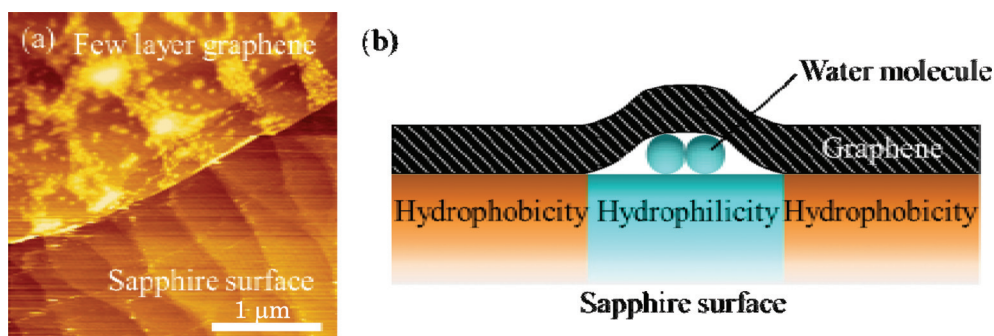 (a) Few layer graphene
Sapphire surface
1 μm
(b)
Water molecule
Graphene
Hydrophobicity Hydrophilicity Hydrophobicity
Sapphire surface